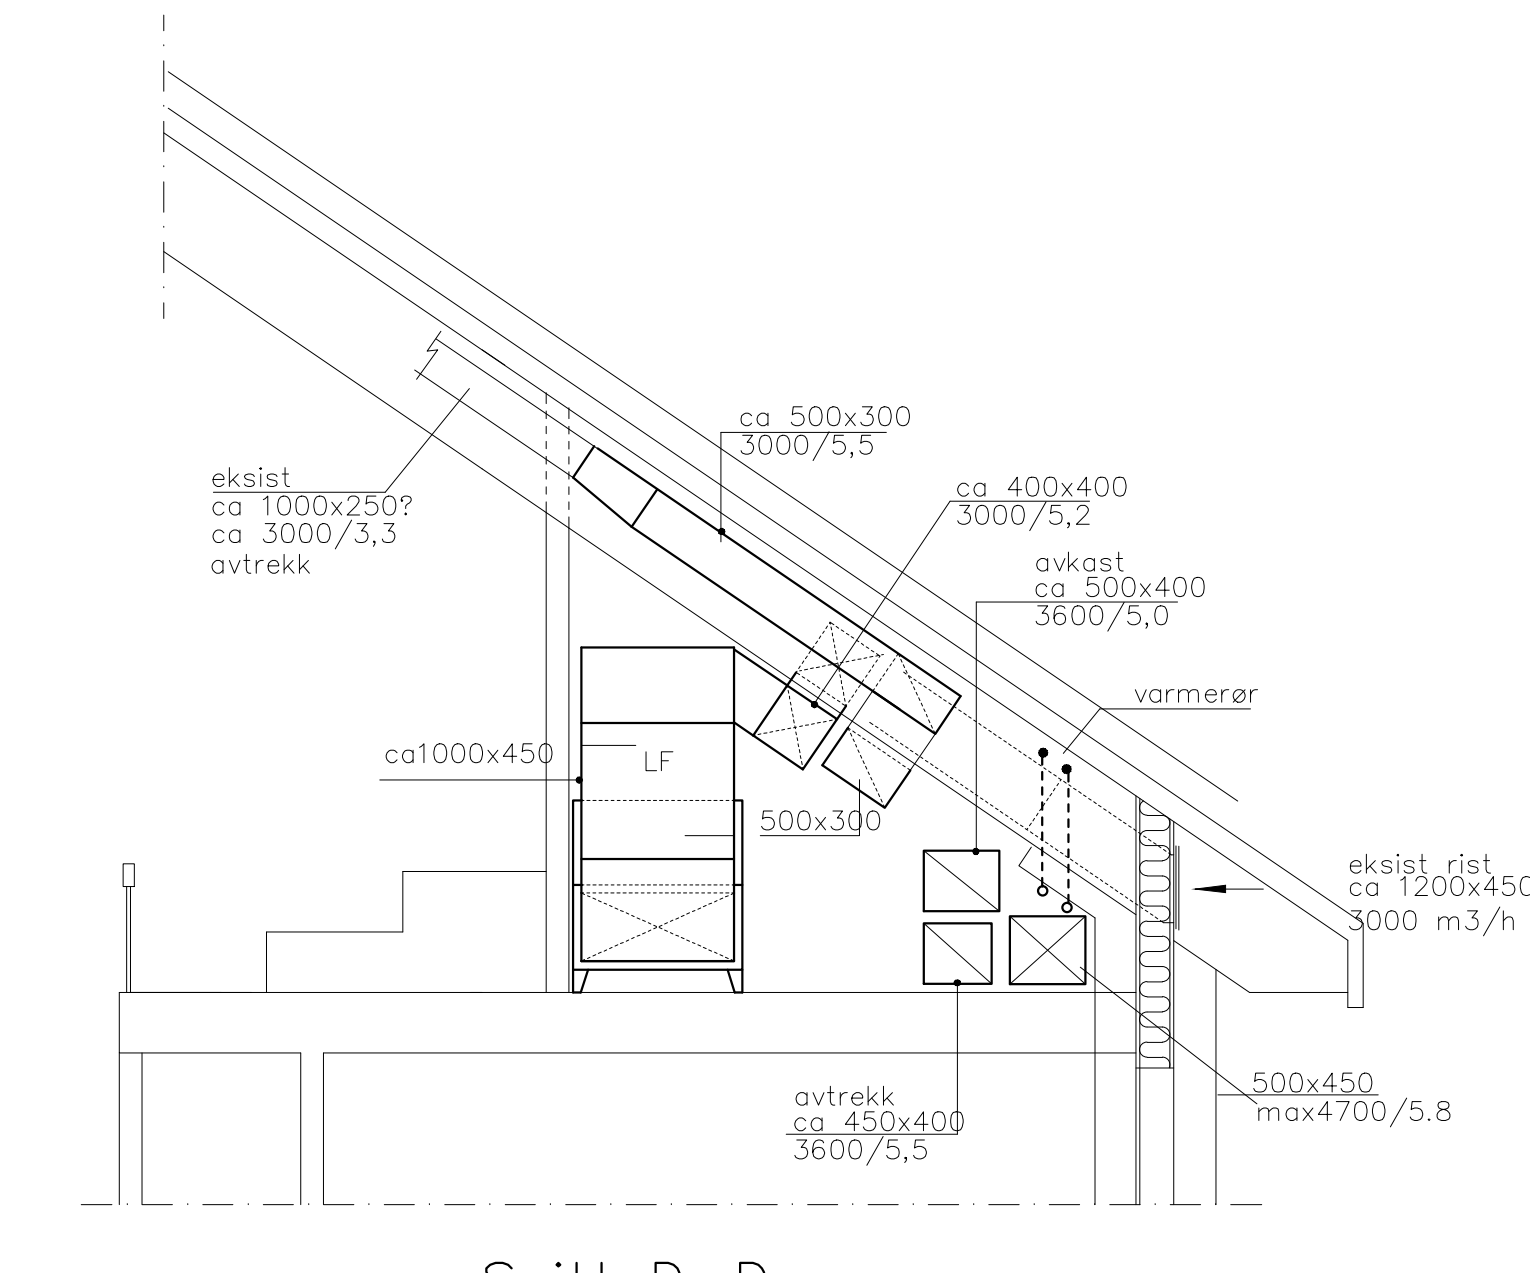 ca 500x300
3000/5,5
eksist
ca 1000x250?
ca 3000/3,3
avtrekk
ca 400x400
3000/5,2
avkast
ca 500x400
3600/5,0
varmerør
ca1000x450
LF
500x300
eksist rist
ca 1200x450
3000 m3/h
500x450
max4700/5.8
avtrekk
ca 450x400
3600/5,5